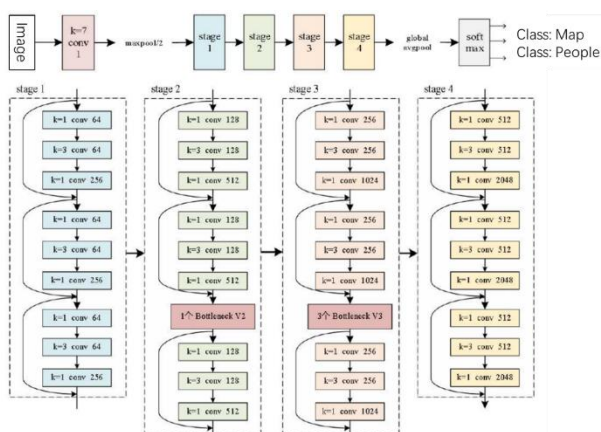 Image
k=7
conv
1
maxpool/2
stage
1
stage
2
stage
3
stage
4
global
avgpool
soft
max
Class: Map
Class: People
stage 1
k=1 conv 64
k=3 conv 64
k=1 conv 256
k=1 conv 64
k=3 conv 64
k=1 conv 256
k=1 conv 64
k=3 conv 64
k=1 conv 256
stage 2
k=1 conv 128
k=3 conv 128
k=1 conv 512
k=1 conv 128
k=3 conv 128
k=1 conv 512
1个 Bottleneck V2
k=1 conv 128
k=3 conv 128
k=1 conv 512
stage 3
k=1 conv 256
k=3 conv 256
k=1 conv 1024
k=1 conv 256
k=3 conv 256
k=1 conv 1024
3个 Bottleneck V3
k=1 conv 256
k=3 conv 256
k=1 conv 1024
stage 4
k=1 conv 512
k=3 conv 512
k=1 conv 2048
k=1 conv 512
k=3 conv 512
k=1 conv 2048
k=1 conv 512
k=3 conv 512
k=1 conv 2048